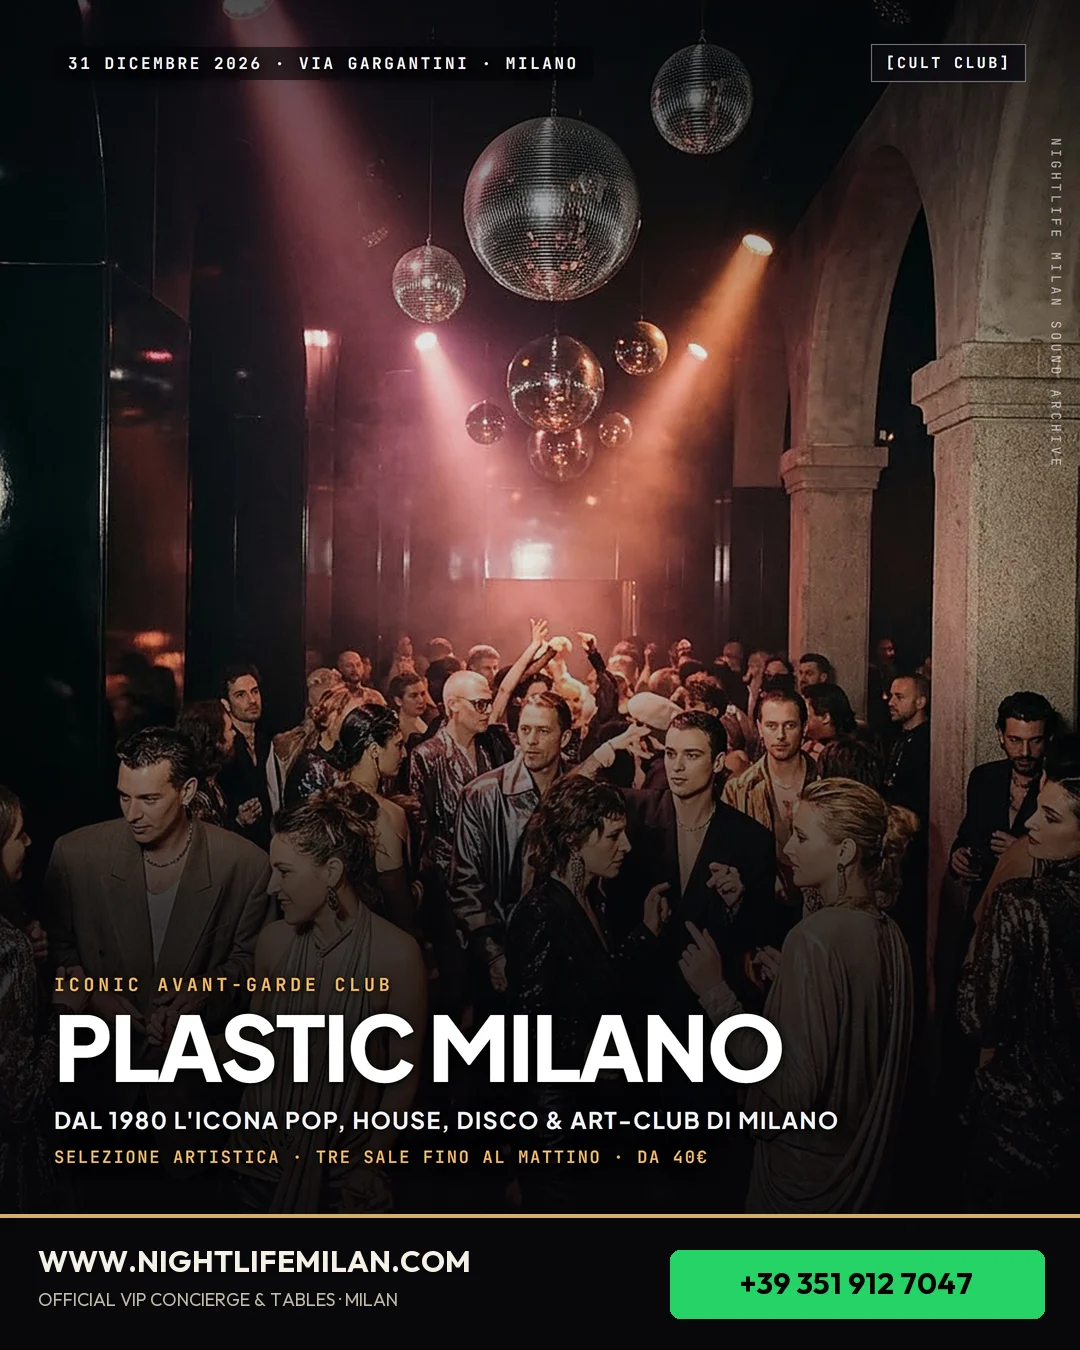 31 DICEMBRE 2026 · VIA GARGANTINI · MILANO
[CULT CLUB]
NIGHTLIFE MILAN SOUND ARCHIVE
ICONIC AVANT-GARDE CLUB
PLASTIC MILANO
DAL 1980 L'ICONA POP, HOUSE, DISCO & ART-CLUB DI MILANO
SELEZIONE ARTISTICA · TRE SALE FINO AL MATTINO · DA 40€
WWW.NIGHTLIFEMILAN.COM
OFFICIAL VIP CONCIERGE & TABLES · MILAN
+39 351 912 7047